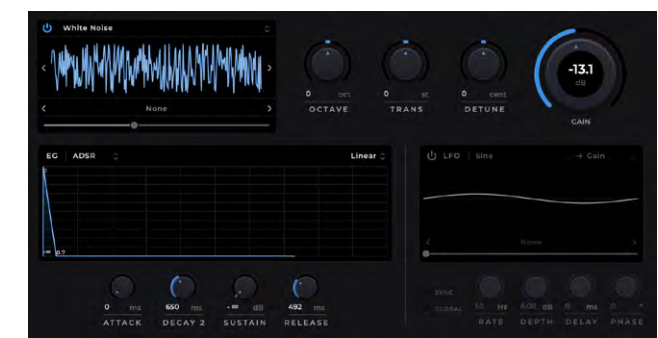 White Noise
None
0 oct
OCTAVE
0 st
TRANS
0 cent
DETUNE
-13.1
dB
GAIN
EG ADSR Linear
0
-∞ 0.7
0 ms
ATTACK
650 ms
DECAY 2
-∞ dB
SUSTAIN
492 ms
RELEASE
LFO Sine → Gain
None
SYNC
GLOBAL
Hz
RATE
6.00 dB
DEPTH
0 ms
DELAY
0 °
PHASE